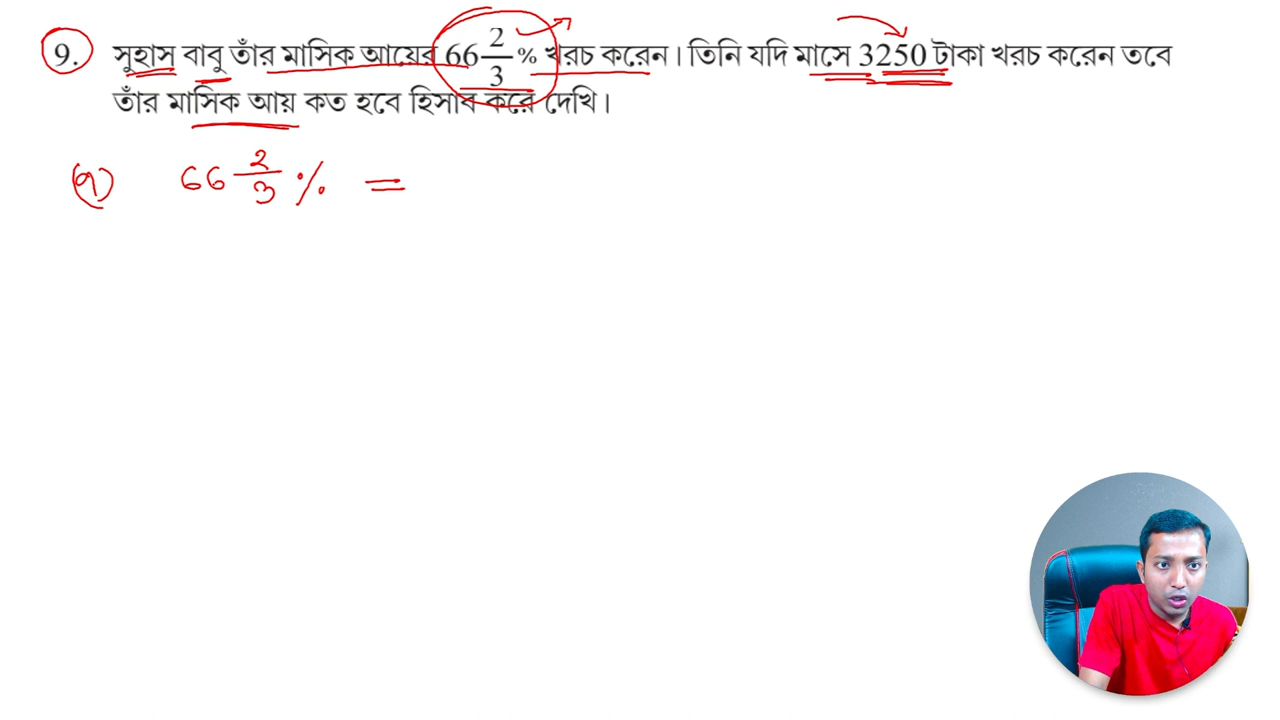 9. সুহাস বাবু তাঁর মাসিক আয়ের 66 2/3 % খরচ করেন। তিনি যদি মাসে 3250 টাকা খরচ করেন তবে
তাঁর মাসিক আয় কত হবে হিসাব করে দেখি।
(৯) 66 2/3 % =